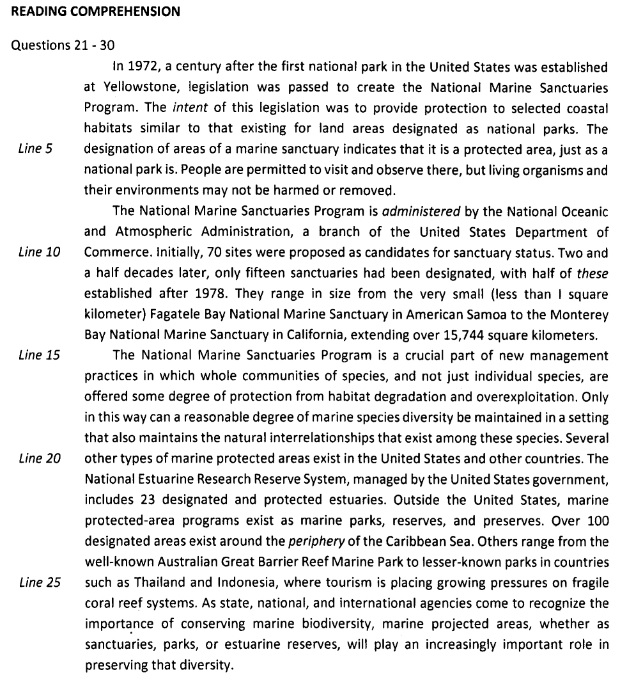 READING COMPREHENSION
Questions 21 - 30
In 1972, a century after the first national park in the United States was established
at Yellowstone, legislation was passed to create the National Marine Sanctuaries
Program. The intent of this legislation was to provide protection to selected coastal
habitats similar to that existing for land areas designated as national parks. The
Line 5 designation of areas of a marine sanctuary indicates that it is a protected area, just as a
national park is. People are permitted to visit and observe there, but living organisms and
their environments may not be harmed or removed.
The National Marine Sanctuaries Program is administered by the National Oceanic
and Atmospheric Administration, a branch of the United States Department of
Line 10 Commerce. Initially, 70 sites were proposed as candidates for sanctuary status. Two and
a half decades later, only fifteen sanctuaries had been designated, with half of these
established after 1978. They range in size from the very small (less than I square
kilometer) Fagatele Bay National Marine Sanctuary in American Samoa to the Monterey
Bay National Marine Sanctuary in California, extending over 15,744 square kilometers.
Line 15 The National Marine Sanctuaries Program is a crucial part of new management
practices in which whole communities of species, and not just individual species, are
offered some degree of protection from habitat degradation and overexploitation. Only
in this way can a reasonable degree of marine species diversity be maintained in a setting
that also maintains the natural interrelationships that exist among these species. Several
Line 20 other types of marine protected areas exist in the United States and other countries. The
National Estuarine Research Reserve System, managed by the United States government,
includes 23 designated and protected estuaries. Outside the United States, marine
protected-area programs exist as marine parks, reserves, and preserves. Over 100
designated areas exist around the periphery of the Caribbean Sea. Others range from the
well-known Australian Great Barrier Reef Marine Park to lesser-known parks in countries
Line 25 such as Thailand and Indonesia, where tourism is placing growing pressures on fragile
coral reef systems. As state, national, and international agencies come to recognize the
importance of conserving marine biodiversity, marine projected areas, whether as
sanctuaries, parks, or estuarine reserves, will play an increasingly important role in
preserving that diversity.